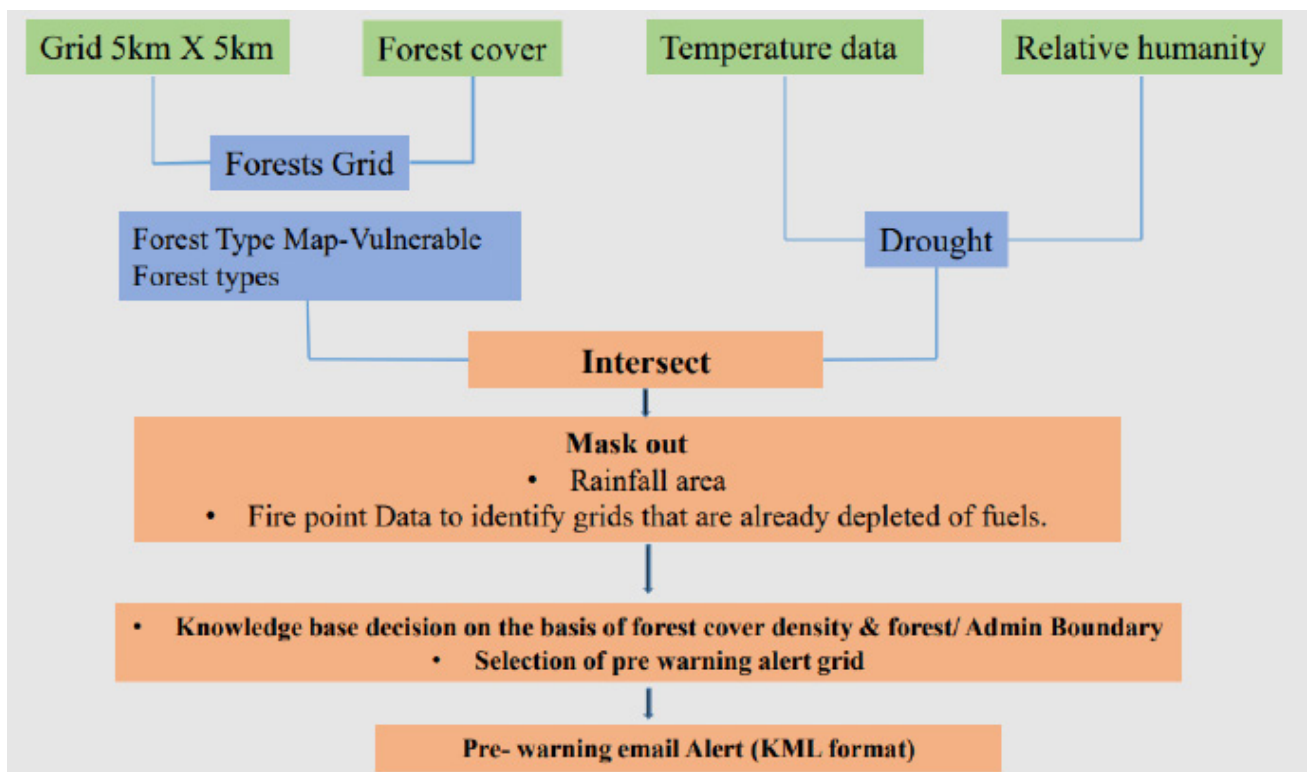 Grid 5km X 5km
Forest cover
Temperature data
Relative humanity
Forests Grid
Forest Type Map-Vulnerable
Forest types
Drought
Intersect
Mask out
• Rainfall area
• Fire point Data to identify grids that are already depleted of fuels.
• Knowledge base decision on the basis of forest cover density & forest/ Admin Boundary
• Selection of pre warning alert grid
Pre- warning email Alert (KML format)